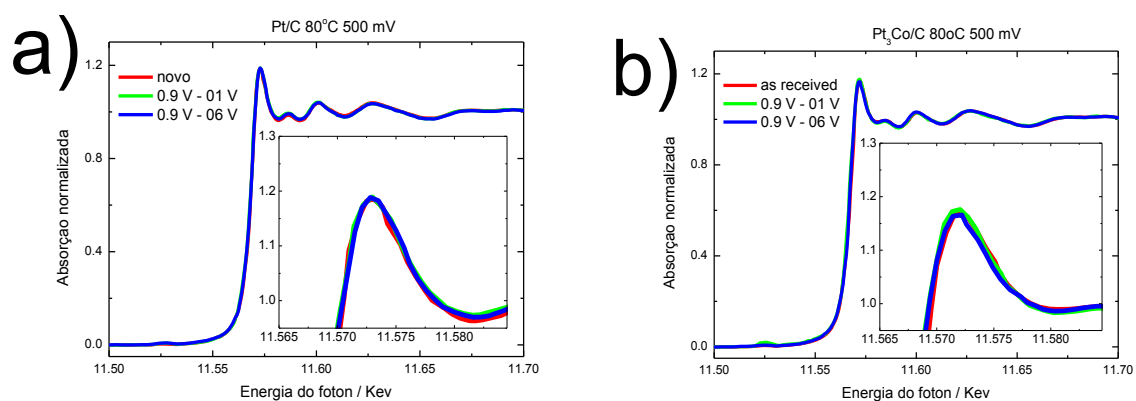 a)
Pt/C 80°C 500 mV
novo
0.9 V - 01 V
0.9 V - 06 V
Absorçao normalizada
1.2
0.8
0.4
0.0
1.3
1.2
1.1
1.0
11.565
11.570
11.575
11.580
11.50
11.55
11.60
11.65
11.70
Energia do foton / Kev
b)
Pt₃Co/C 80oC 500 mV
as received
0.9 V - 01 V
0.9 V - 06 V
Absorçao normalizada
1.2
0.8
0.4
0.0
1.3
1.2
1.1
1.0
11.565
11.570
11.575
11.580
11.50
11.55
11.60
11.65
11.70
Energia do foton / Kev